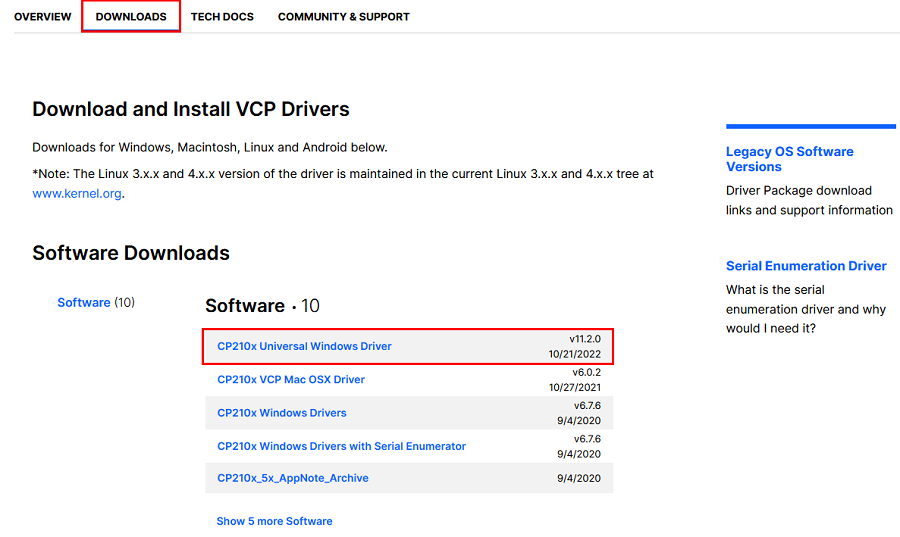 OVERVIEW DOWNLOADS TECH DOCS COMMUNITY & SUPPORT
Download and Install VCP Drivers
Downloads for Windows, Macintosh, Linux and Android below.
*Note: The Linux 3.x.x and 4.x.x version of the driver is maintained in the current Linux 3.x.x and 4.x.x tree at
www.kernel.org.
Software Downloads
Software (10)
Software · 10
CP210x Universal Windows Driver
v11.2.0
10/21/2022
CP210x VCP Mac OSX Driver
v6.0.2
10/27/2021
CP210x Windows Drivers
v6.7.6
9/4/2020
CP210x Windows Drivers with Serial Enumerator
v6.7.6
9/4/2020
CP210x_5x_AppNote_Archive
9/4/2020
Show 5 more Software
Legacy OS Software
Versions
Driver Package download
links and support information
Serial Enumeration Driver
What is the serial
enumeration driver and why
would I need it?